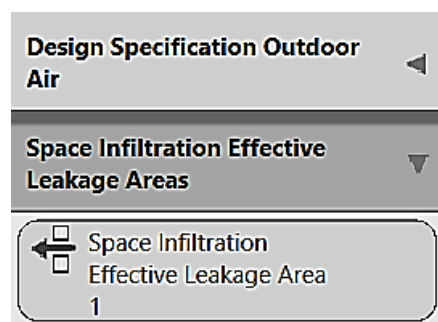 Design Specification Outdoor
Air
Space Infiltration Effective
Leakage Areas
Space Infiltration
Effective Leakage Area
1